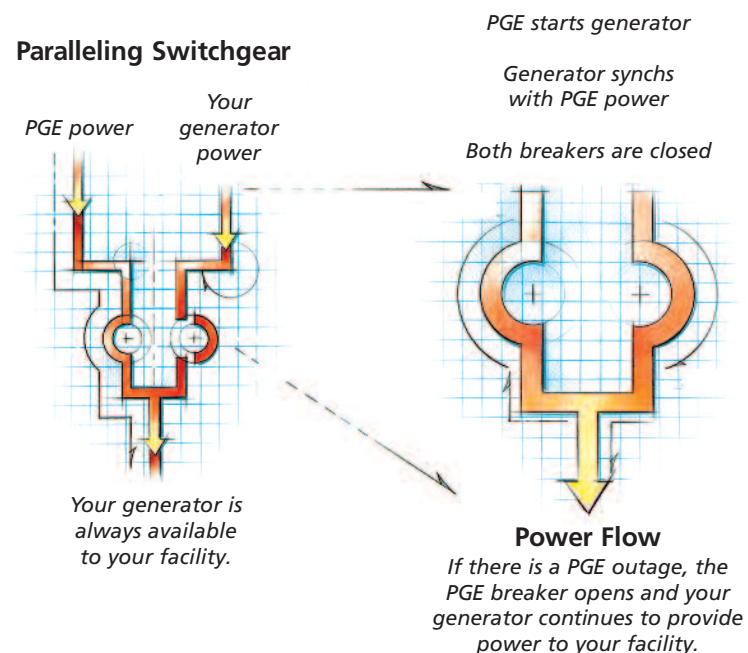 Paralleling Switchgear
PGE power
Your
generator
power
Your generator is
always available
to your facility.
PGE starts generator
Generator synchs
with PGE power
Both breakers are closed
Power Flow
If there is a PGE outage, the
PGE breaker opens and your
generator continues to provide
power to your facility.